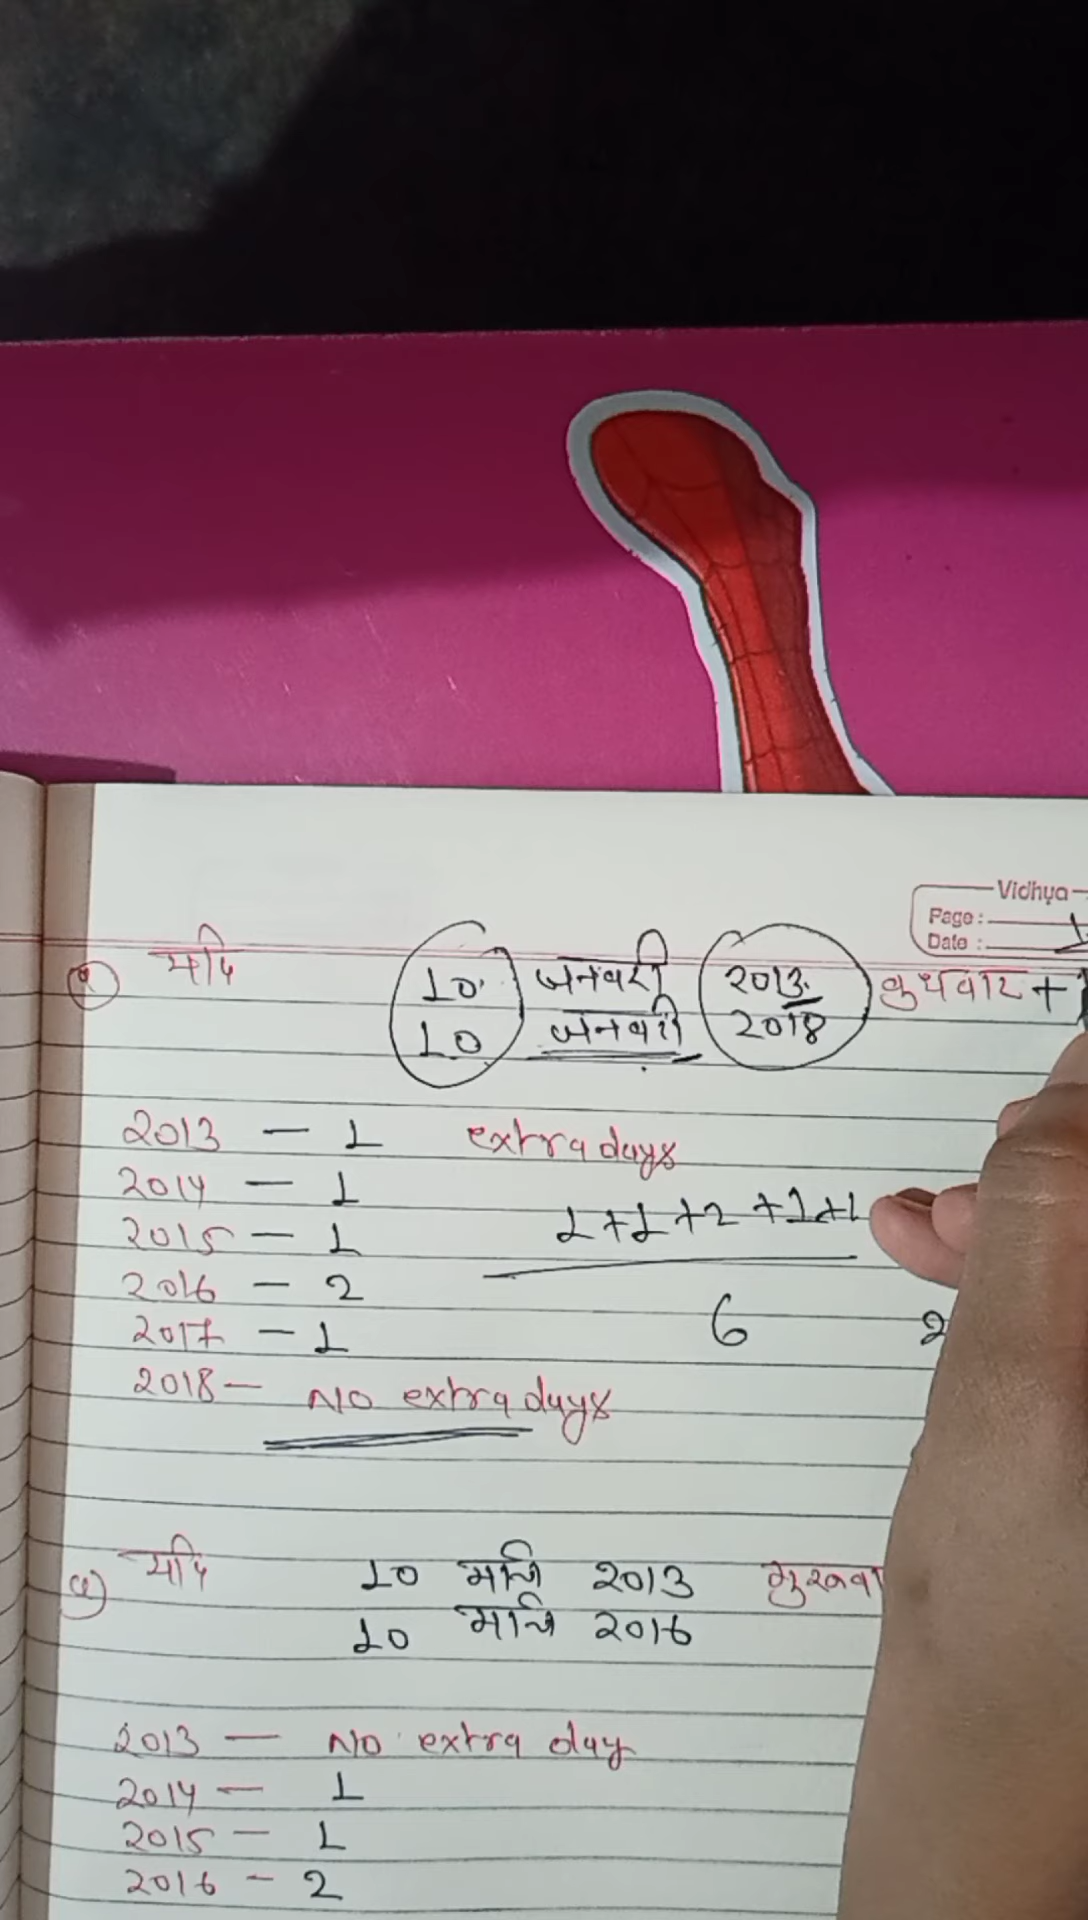 Vidhya
Page :
Date :
यदि 10 जनवरी 2013 बुधवार +
10 जनवरी 2018
2013 — 1 extra days
2014 — 1
2015 — 1 1+1+2+1+1
2016 — 2 6 2
2017 — 1
2018 — No extra days
यदि 10 मार्च 2013
10 मार्च 2016
2013 — No extra day
2014 — 1
2015 — 1
2016 — 2